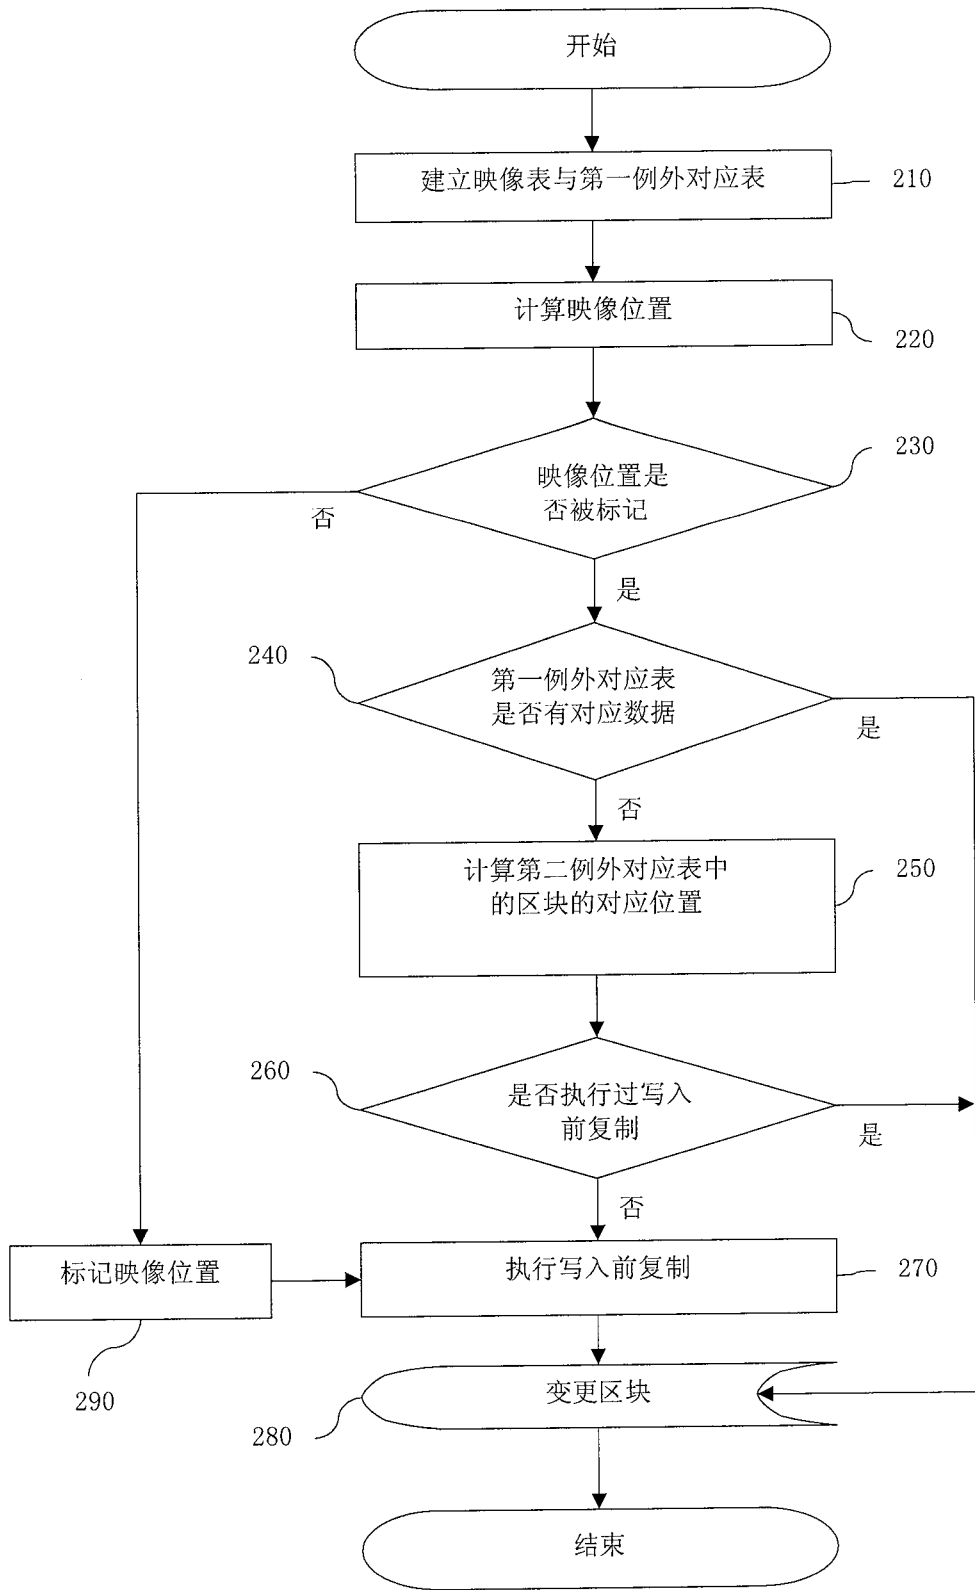 开始
建立映像表与第一例外对应表
210
计算映像位置
220
230
映像位置是
否被标记
否
是
240
第一例外对应表
是否有对应数据
是
否
计算第二例外对应表中
的区块的对应位置
250
260
是否执行过写入
前复制
是
否
标记映像位置
执行写入前复制
270
290
变更区块
280
结束